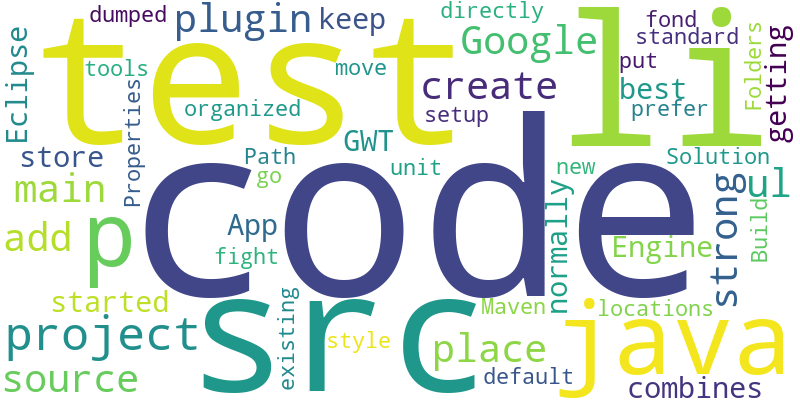 dumped
plugin
keep
directly
fond
standard
Google
test
li
getting
Folders
Eclipse
tools
move
put
create
best
prefer
organized
setup
Properties
GWT
store
Path
unit
new
Solution
main
go
code
ul
p
App
strong
normally
add
fight
Engine
Build
started
src
existing
Maven
locations
java
project
style
place
source
default
combines